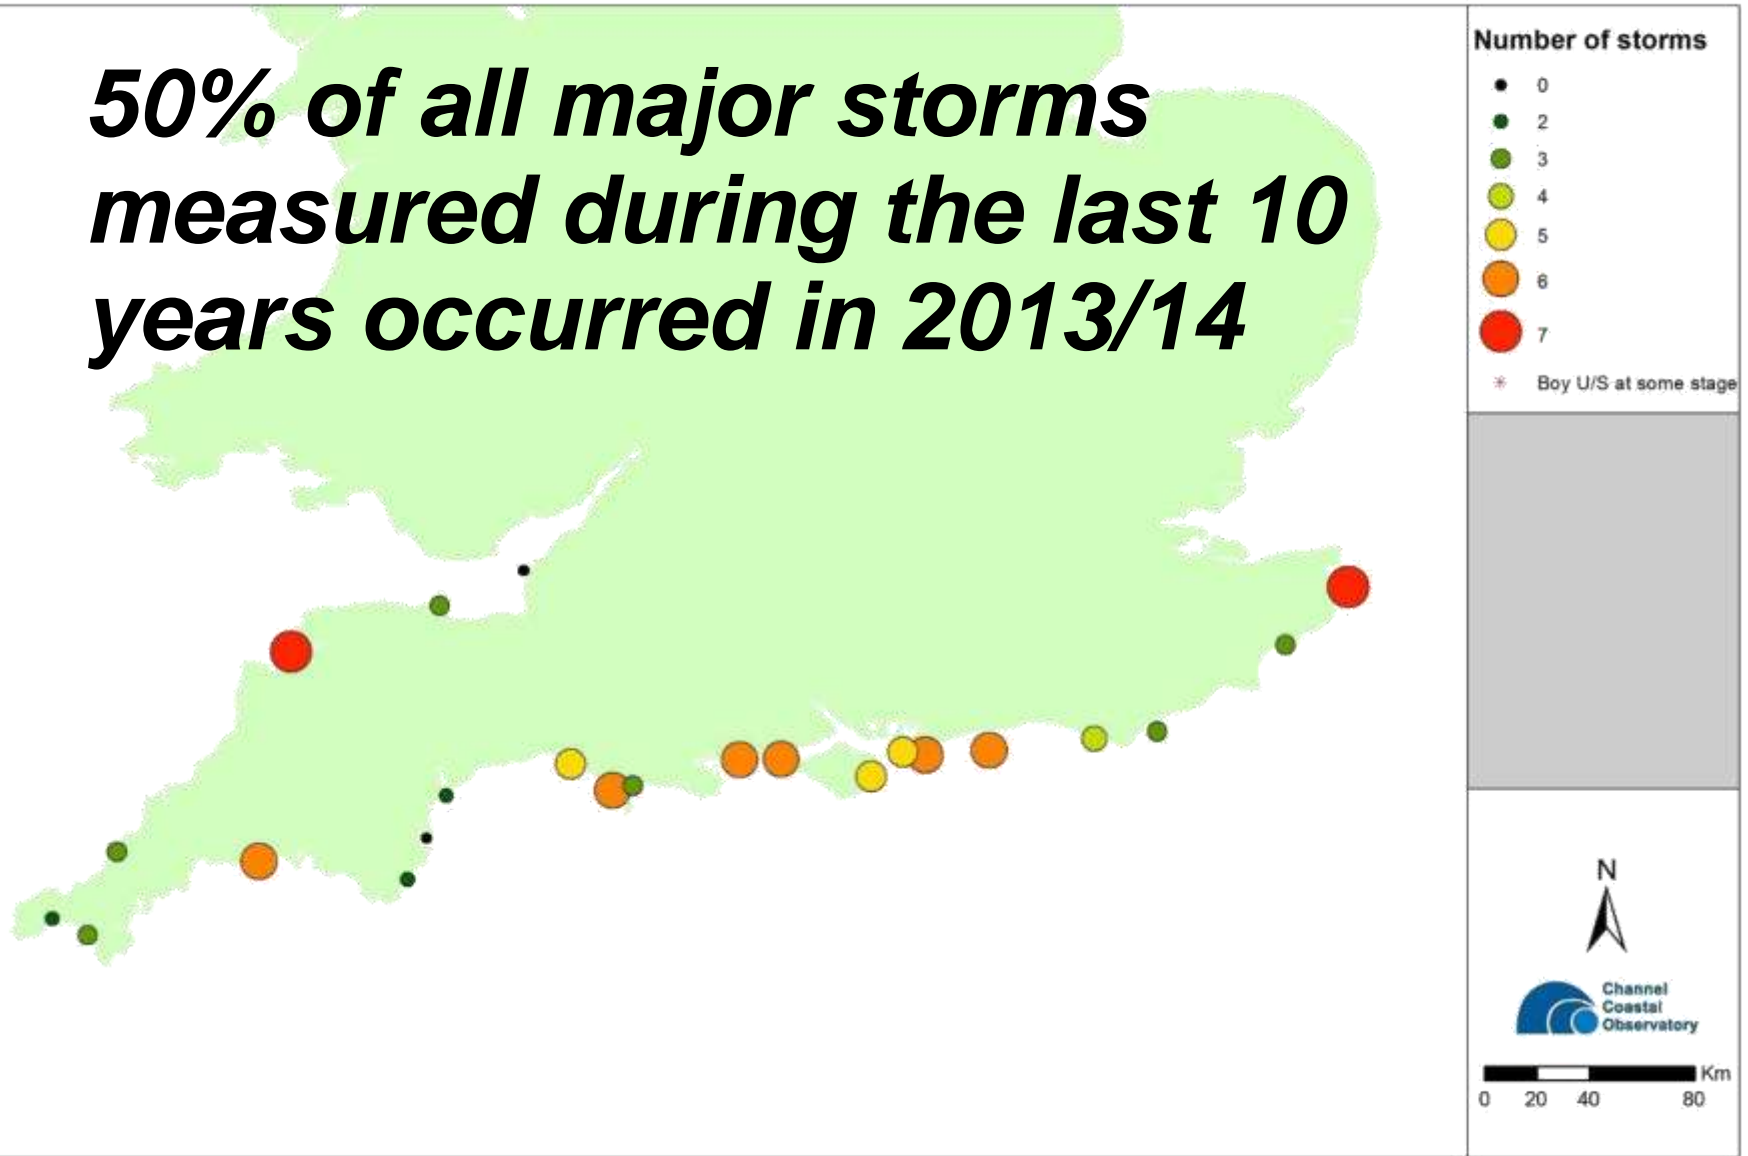 50% of all major storms
measured during the last 10
years occurred in 2013/14
Number of storms
0
2
3
4
5
6
7
Boy U/S at some stage
N
Channel
Coastal
Observatory
Km
0 20 40 80